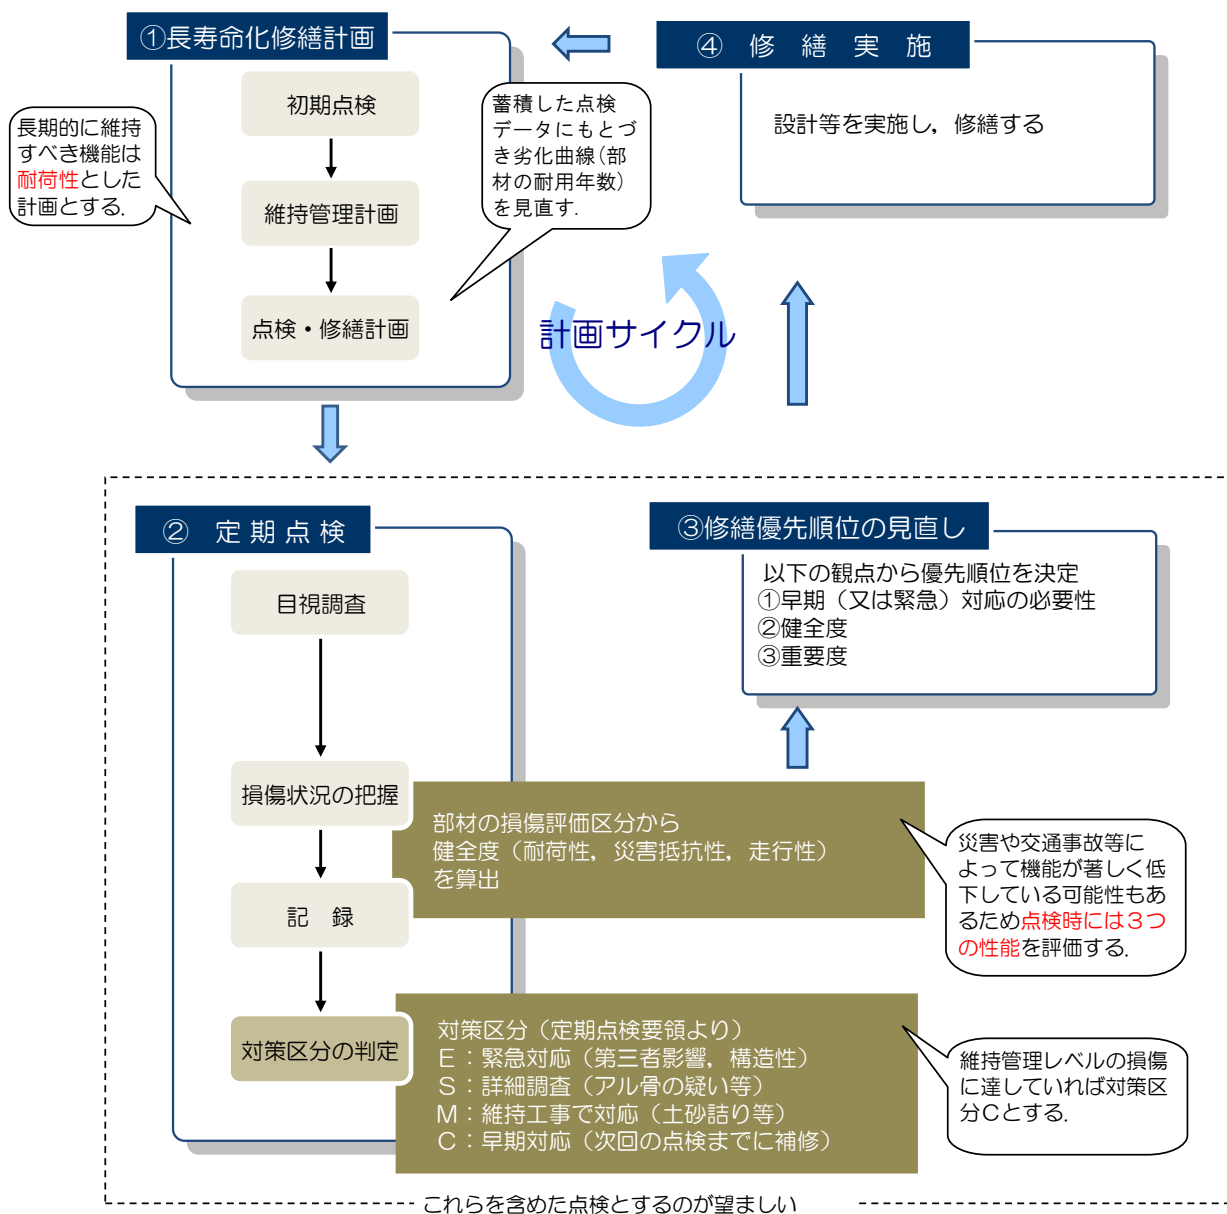 ①長寿命化修繕計画
初期点検
維持管理計画
点検・修繕計画
長期的に維持
すべき機能は
耐荷性とした
計画とする．
蓄積した点検
データにもとづ
き劣化曲線（部
材の耐用年数）
を見直す．
④　修　繕　実　施
設計等を実施し，修繕する
計画サイクル
②　定 期 点 検
目視調査
損傷状況の把握
記　録
対策区分の判定
③修繕優先順位の見直し
以下の観点から優先順位を決定
①早期（又は緊急）対応の必要性
②健全度
③重要度
部材の損傷評価区分から
健全度（耐荷性，災害抵抗性，走行性）
を算出
災害や交通事故等に
よって機能が著しく低
下している可能性もあ
るため点検時には３つ
の性能を評価する．
対策区分（定期点検要領より）
Ｅ：緊急対応（第三者影響，構造性）
Ｓ：詳細調査（アル骨の疑い等）
Ｍ：維持工事で対応（土砂詰り等）
Ｃ：早期対応（次回の点検までに補修）
維持管理レベルの損傷
に達していれば対策区
分Ｃとする．
これらを含めた点検とするのが望ましい